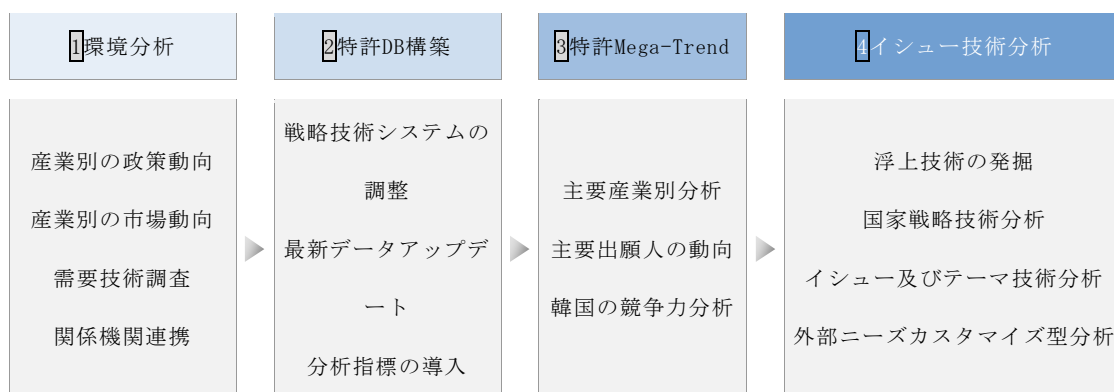 1環境分析
産業別の政策動向
産業別の市場動向
需要技術調査
関係機関連携
2特許DB構築
戦略技術システムの
調整
最新データアップデ
ート
分析指標の導入
3特許Mega-Trend
主要産業別分析
主要出願人の動向
韓国の競争力分析
4イシュー技術分析
浮上技術の発掘
国家戦略技術分析
イシュー及びテーマ技術分析
外部ニーズカスタマイズ型分析